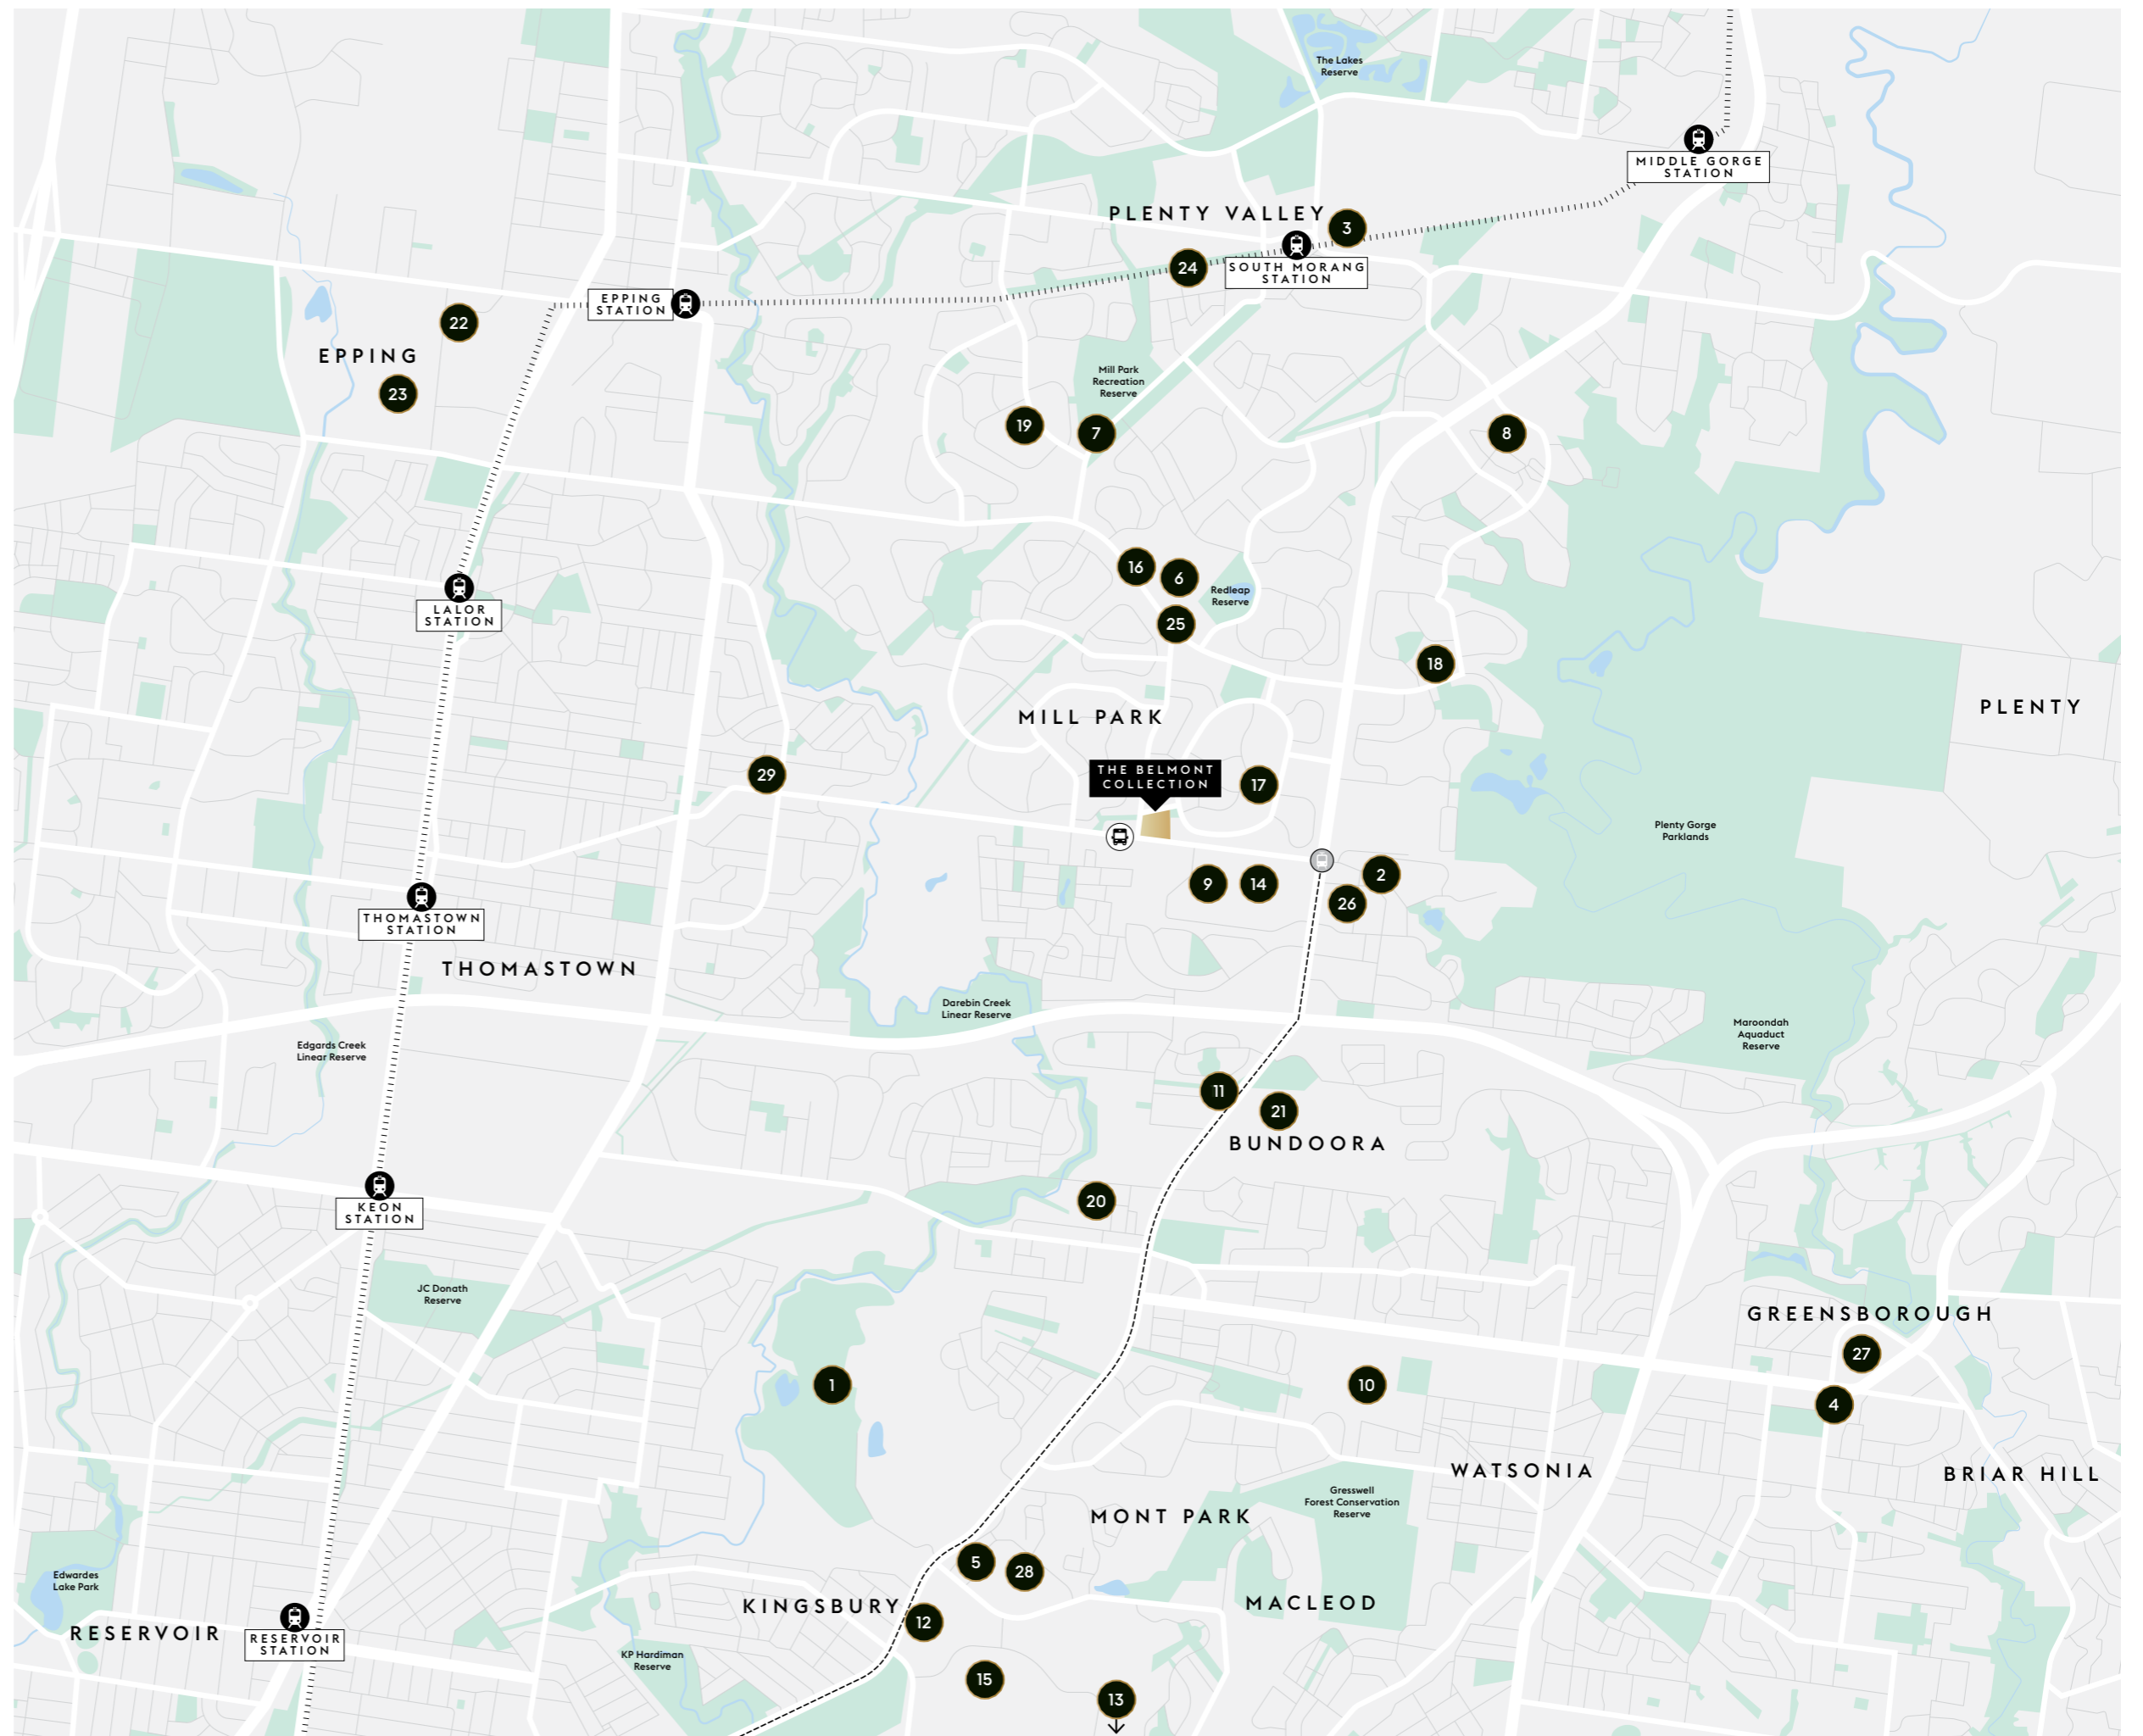 The Lakes
Reserve
MIDDLE GORGE
STATION
PLENTY VALLEY
3
24
SOUTH MORANG
STATION
EPPING
STATION
22
EPPING
23
Mill Park
Recreation
Reserve
19
7
8
16
6
Redleap
Reserve
25
LALOR
STATION
18
PLENTY
MILL PARK
29
THE BELMONT
COLLECTION
17
Plenty Gorge
Parklands
9
14
2
26
THOMASTOWN
STATION
THOMASTOWN
Darebin Creek
Linear Reserve
Edgards Creek
Linear Reserve
Maroondah
Aquaduct
Reserve
11
21
BUNDOORA
20
KEON
STATION
JC Donath
Reserve
GREENSBOROUGH
27
1
10
4
WATSONIA
BRIAR HILL
Gresswell
Forest Conservation
Reserve
MONT PARK
5
28
Edwardes
Lake Park
KINGSBURY
12
MACLEOD
RESERVOIR
RESERVOIR
STATION
KP Hardiman
Reserve
15
13